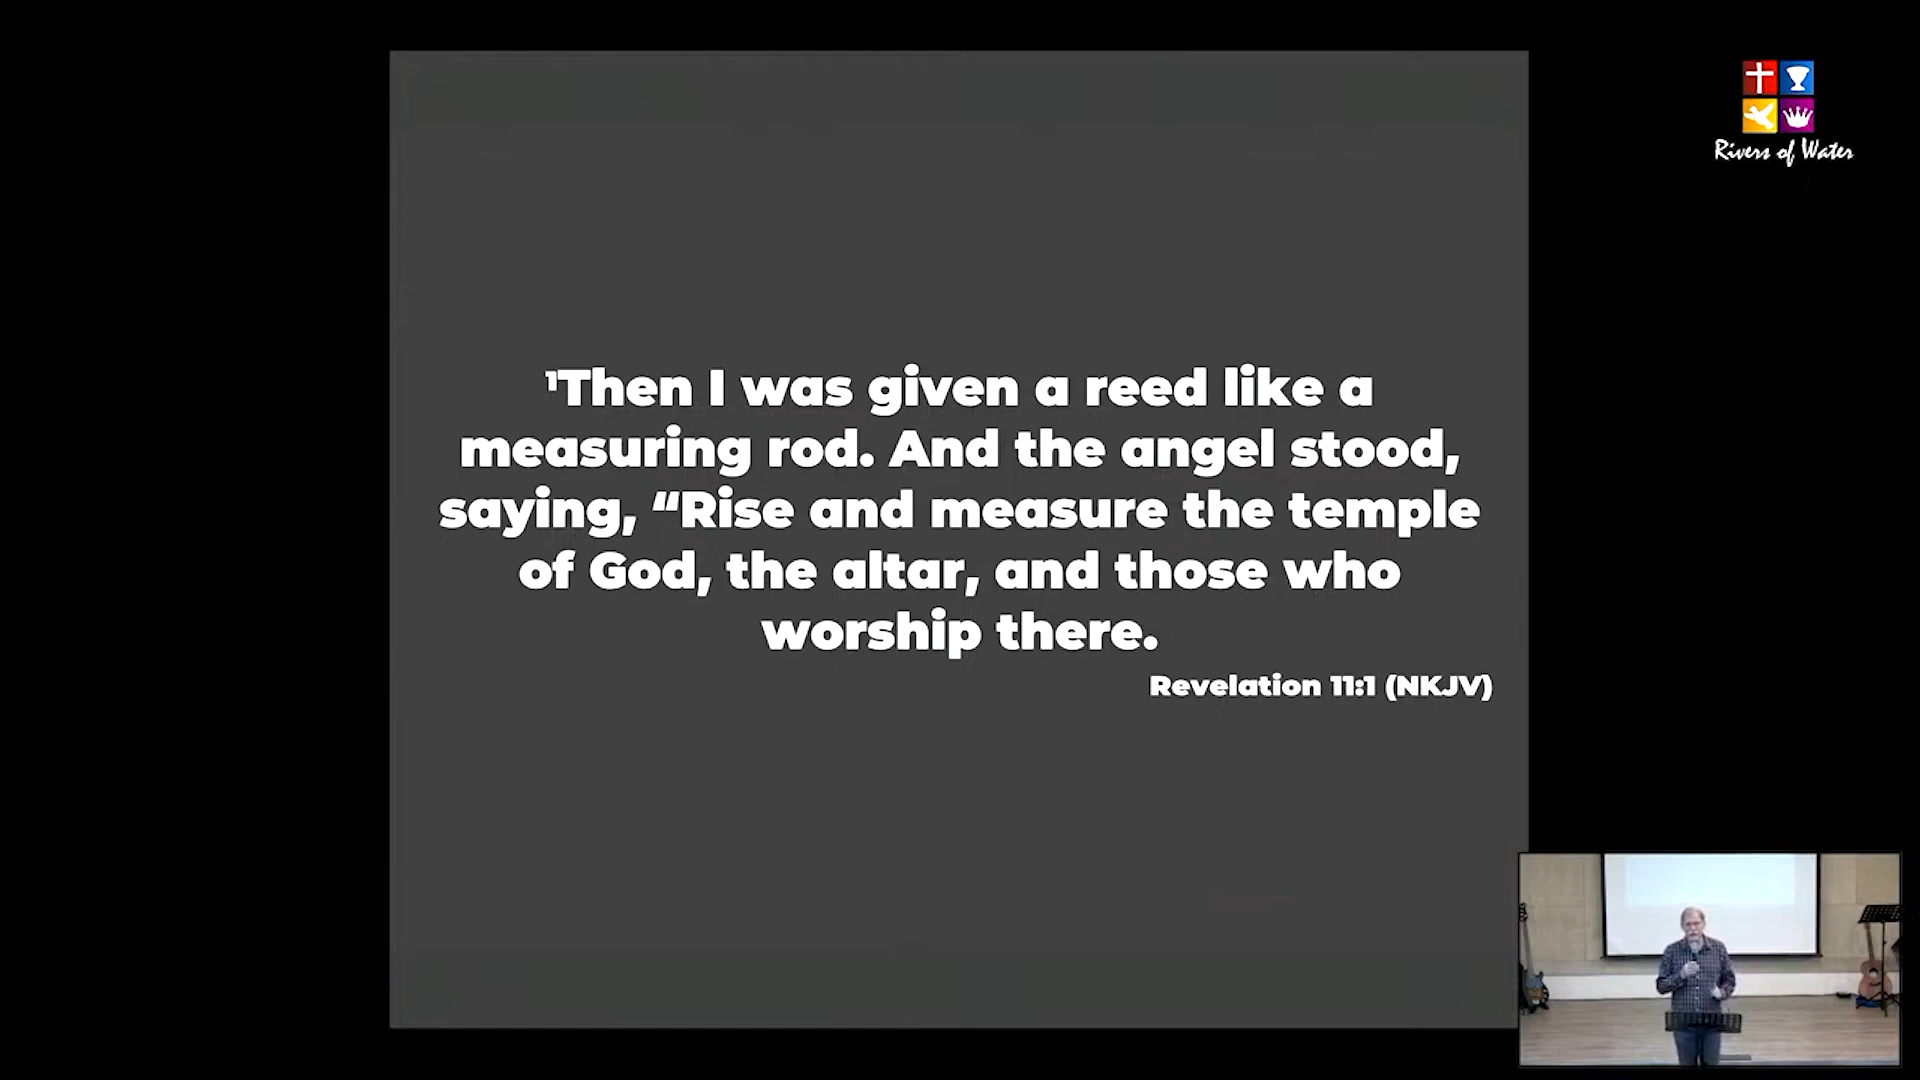 ¹Then I was given a reed like a
measuring rod. And the angel stood,
saying, “Rise and measure the temple
of God, the altar, and those who
worship there.
Revelation 11:1 (NKJV)
Rivers of Water